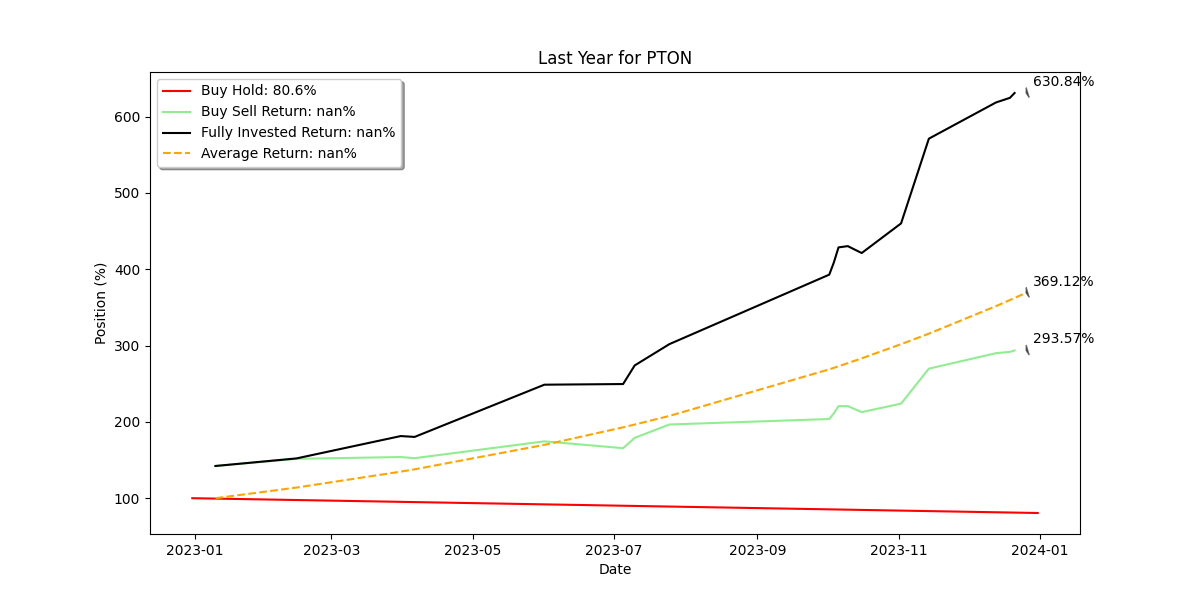 Last Year for PTON
Buy Hold: 80.6%
Buy Sell Return: nan%
Fully Invested Return: nan%
Average Return: nan%
630.84%
369.12%
293.57%
Position (%)
600
500
400
300
200
100
2023-01
2023-03
2023-05
2023-07
2023-09
2023-11
2024-01
Date